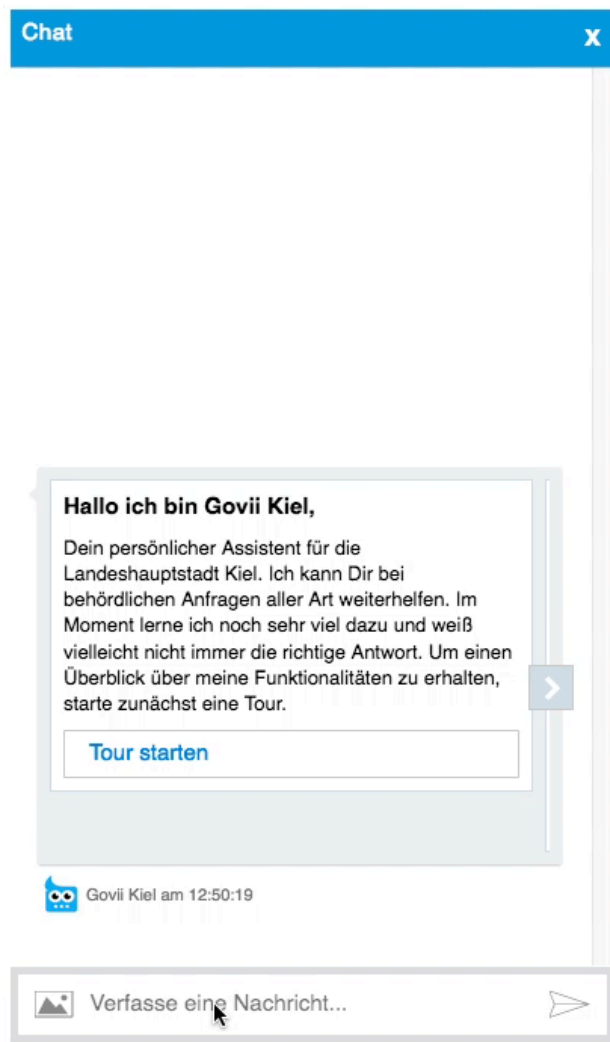 Chat
x
Hallo ich bin Govii Kiel,
Dein persönlicher Assistent für die
Landeshauptstadt Kiel. Ich kann Dir bei
behördlichen Anfragen aller Art weiterhelfen. Im
Moment lerne ich noch sehr viel dazu und weiß
vielleicht nicht immer die richtige Antwort. Um einen
Überblick über meine Funktionalitäten zu erhalten,
starte zunächst eine Tour.
Tour starten
Govii Kiel am 12:50:19
Verfasse eine Nachricht...